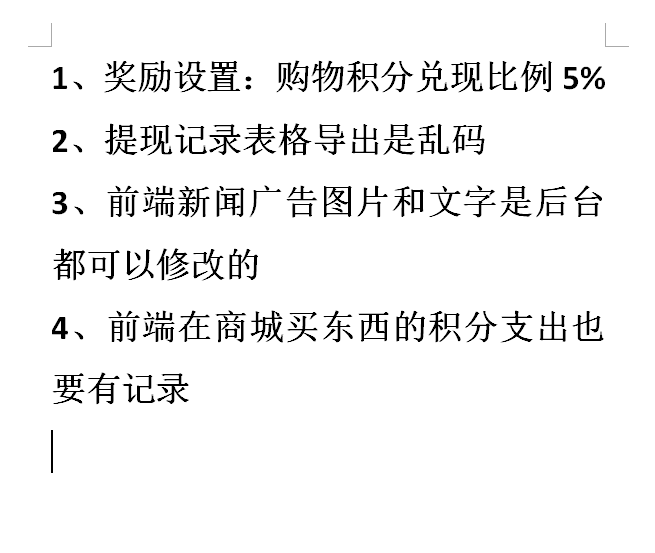 1、奖励设置：购物积分兑现比例 5%
2、提现记录表格导出是乱码
3、前端新闻广告图片和文字是后台
都可以修改的
4、前端在商城买东西的积分支出也
要有记录